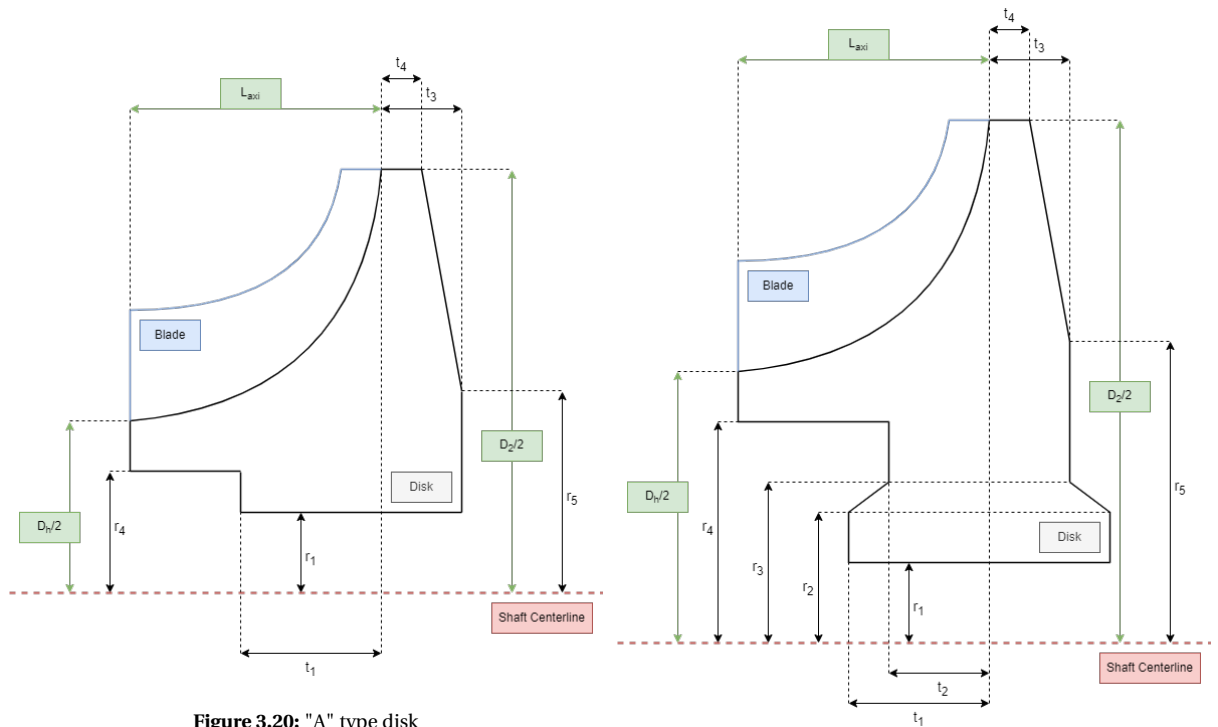 t4
Laxi
t3
Blade
D2/2
Disk
Dh/2
r4
r1
r5
Shaft Centerline
t1
Figure 3.20: "A" type disk
t4
Laxi
t3
Blade
D2/2
Dh/2
r4
r3
r2
r1
r5
Disk
Shaft Centerline
t2
t1